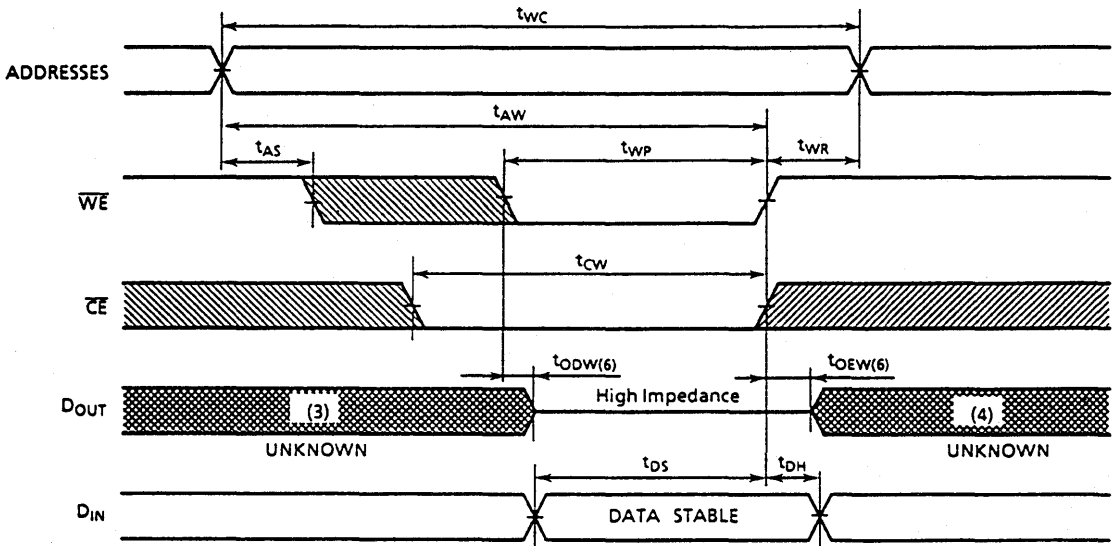 tWC
ADDRESSES
tAW
tAS
tWP
tWR
WE
tCW
CE
tODW(6)
tOEW(6)
DOUT
(3)
High Impedance
(4)
UNKNOWN
UNKNOWN
tDS
tDH
DIN
DATA STABLE